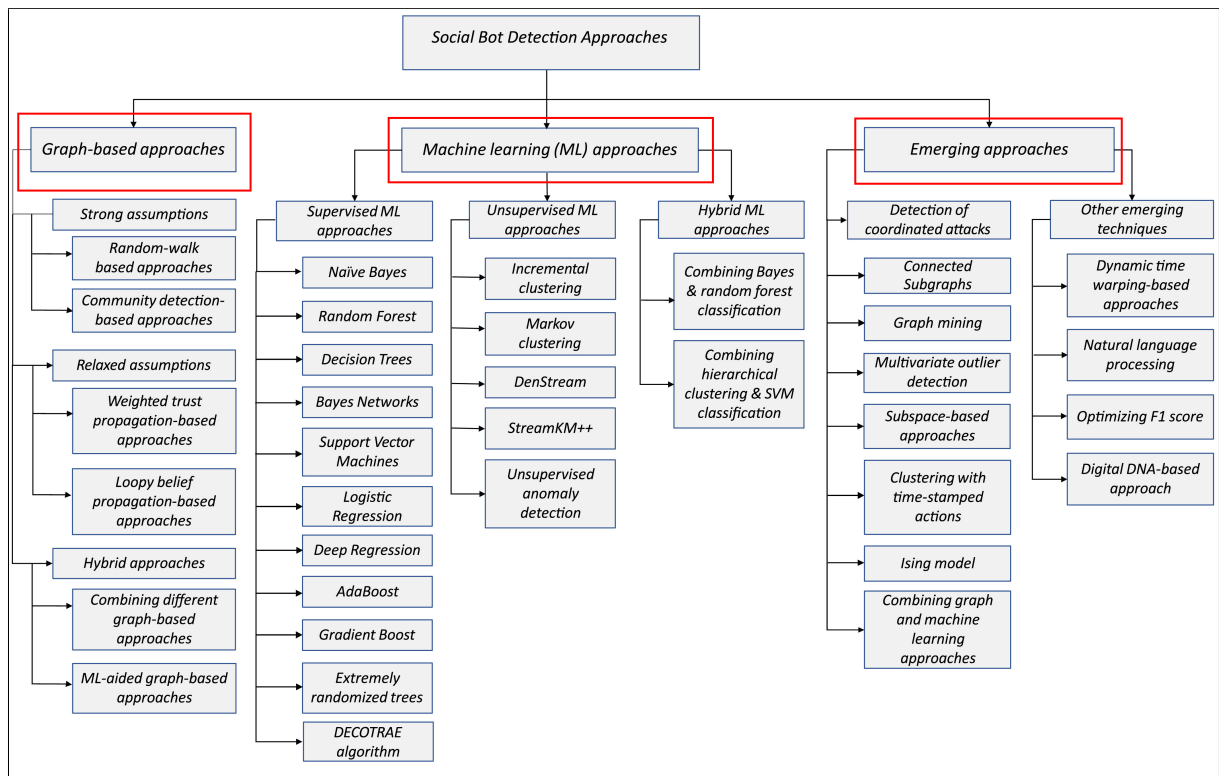 Social Bot Detection Approaches
Graph-based approaches
Machine learning (ML) approaches
Emerging approaches
Strong assumptions
Random-walk
based approaches
Community detection-
based approaches
Relaxed assumptions
Weighted trust
propagation-based
approaches
Loopy belief
propagation-based
approaches
Hybrid approaches
Combining different
graph-based
approaches
ML-aided graph-based
approaches
Supervised ML
approaches
Naïve Bayes
Random Forest
Decision Trees
Bayes Networks
Support Vector
Machines
Logistic
Regression
Deep Regression
AdaBoost
Gradient Boost
Extremely
randomized trees
DECOTRAE
algorithm
Unsupervised ML
approaches
Incremental
clustering
Markov
clustering
DenStream
StreamKM++
Unsupervised
anomaly
detection
Hybrid ML
approaches
Combining Bayes
& random forest
classification
Combining
hierarchical
clustering & SVM
classification
Detection of
coordinated attacks
Connected
Subgraphs
Graph mining
Multivariate outlier
detection
Subspace-based
approaches
Clustering with
time-stamped
actions
Ising model
Combining graph
and machine
learning
approaches
Other emerging
techniques
Dynamic time
warping-based
approaches
Natural language
processing
Optimizing F1 score
Digital DNA-based
approach